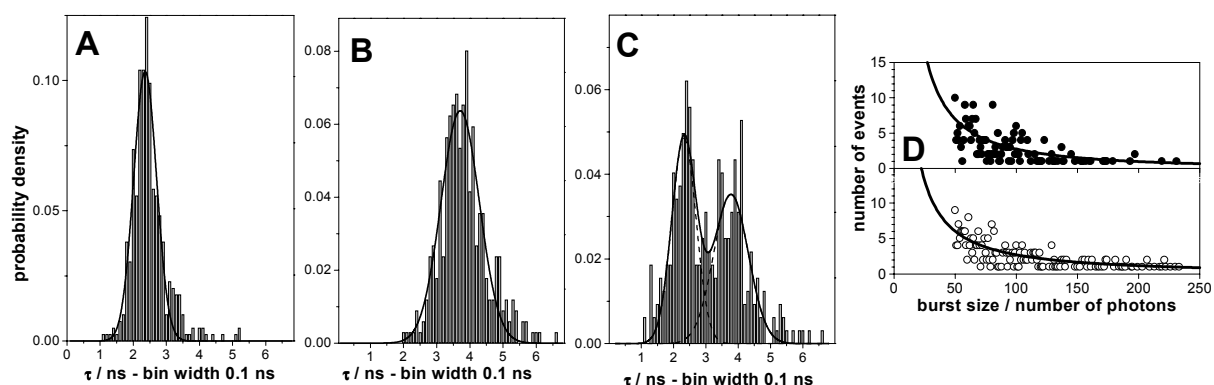 A
probability density
0.10
0.05
0.00
0 1 2 3 4 5 6
τ / ns - bin width 0.1 ns
B
0.08
0.06
0.04
0.02
0.00
1 2 3 4 5 6
τ / ns - bin width 0.1 ns
C
0.06
0.04
0.02
0.00
1 2 3 4 5 6
τ / ns - bin width 0.1 ns
D
number of events
15
10
5
0
10
5
0
0 50 100 150 200 250
burst size / number of photons